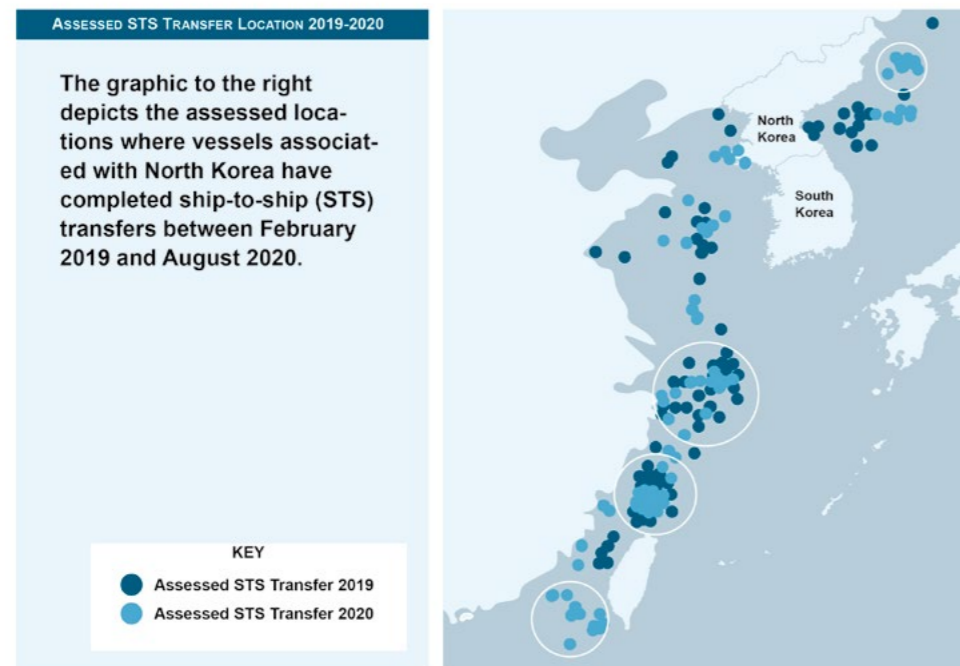 ASSESSED STS TRANSFER LOCATION 2019-2020
The graphic to the right
depicts the assessed loca-
tions where vessels associat-
ed with North Korea have
completed ship-to-ship (STS)
transfers between February
2019 and August 2020.
North
Korea
South
Korea
KEY
Assessed STS Transfer 2019
Assessed STS Transfer 2020